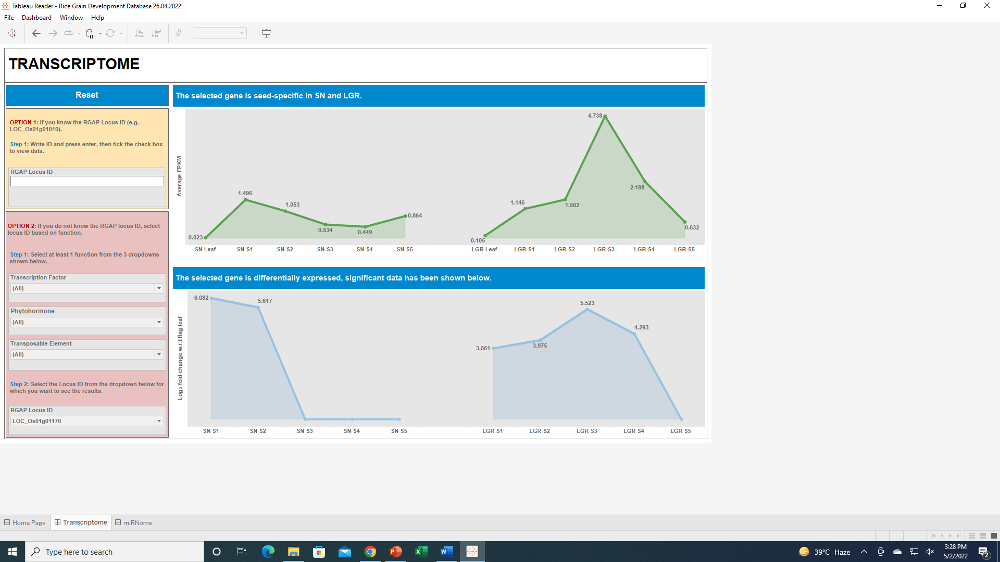 Tableau Reader - Rice Grain Development Database 26.04.2022
File Dashboard Window Help
TRANSCRIPTOME
Reset
OPTION 1: If you know the RGAP Locus ID (e.g. -
LOC_Os01g01010).
Step 1: Write ID and press enter, then tick the check box
to view data.
RGAP Locus ID
OPTION 2: If you do not know the RGAP locus ID, select
locus ID based on function.
Step 1: Select at least 1 function from the 3 dropdowns
shown below.
Transcription Factor
(All)
Phytohormone
(All)
Transposable Element
(All)
Step 2: Select the Locus ID from the dropdown below for
which you want to see the results.
RGAP Locus ID
LOC_Os01g01170
The selected gene is seed-specific in SN and LGR.
Average FPKM
0.023
1.496
1.053
0.534
0.449
0.864
0.105
1.146
1.502
4.738
2.198
0.632
SN Leaf SN S1 SN S2 SN S3 SN S4 SN S5 LGR Leaf LGR S1 LGR S2 LGR S3 LGR S4 LGR S5
The selected gene is differentially expressed, significant data has been shown below.
Log₂ fold change w.r.t flag leaf
6.082
5.617
3.561
3.975
5.523
4.293
SN S1 SN S2 SN S3 SN S4 SN S5 LGR S1 LGR S2 LGR S3 LGR S4 LGR S5
Home Page Transcriptome miRNome
Type here to search
39°C Haze
3:28 PM
5/2/2022
2